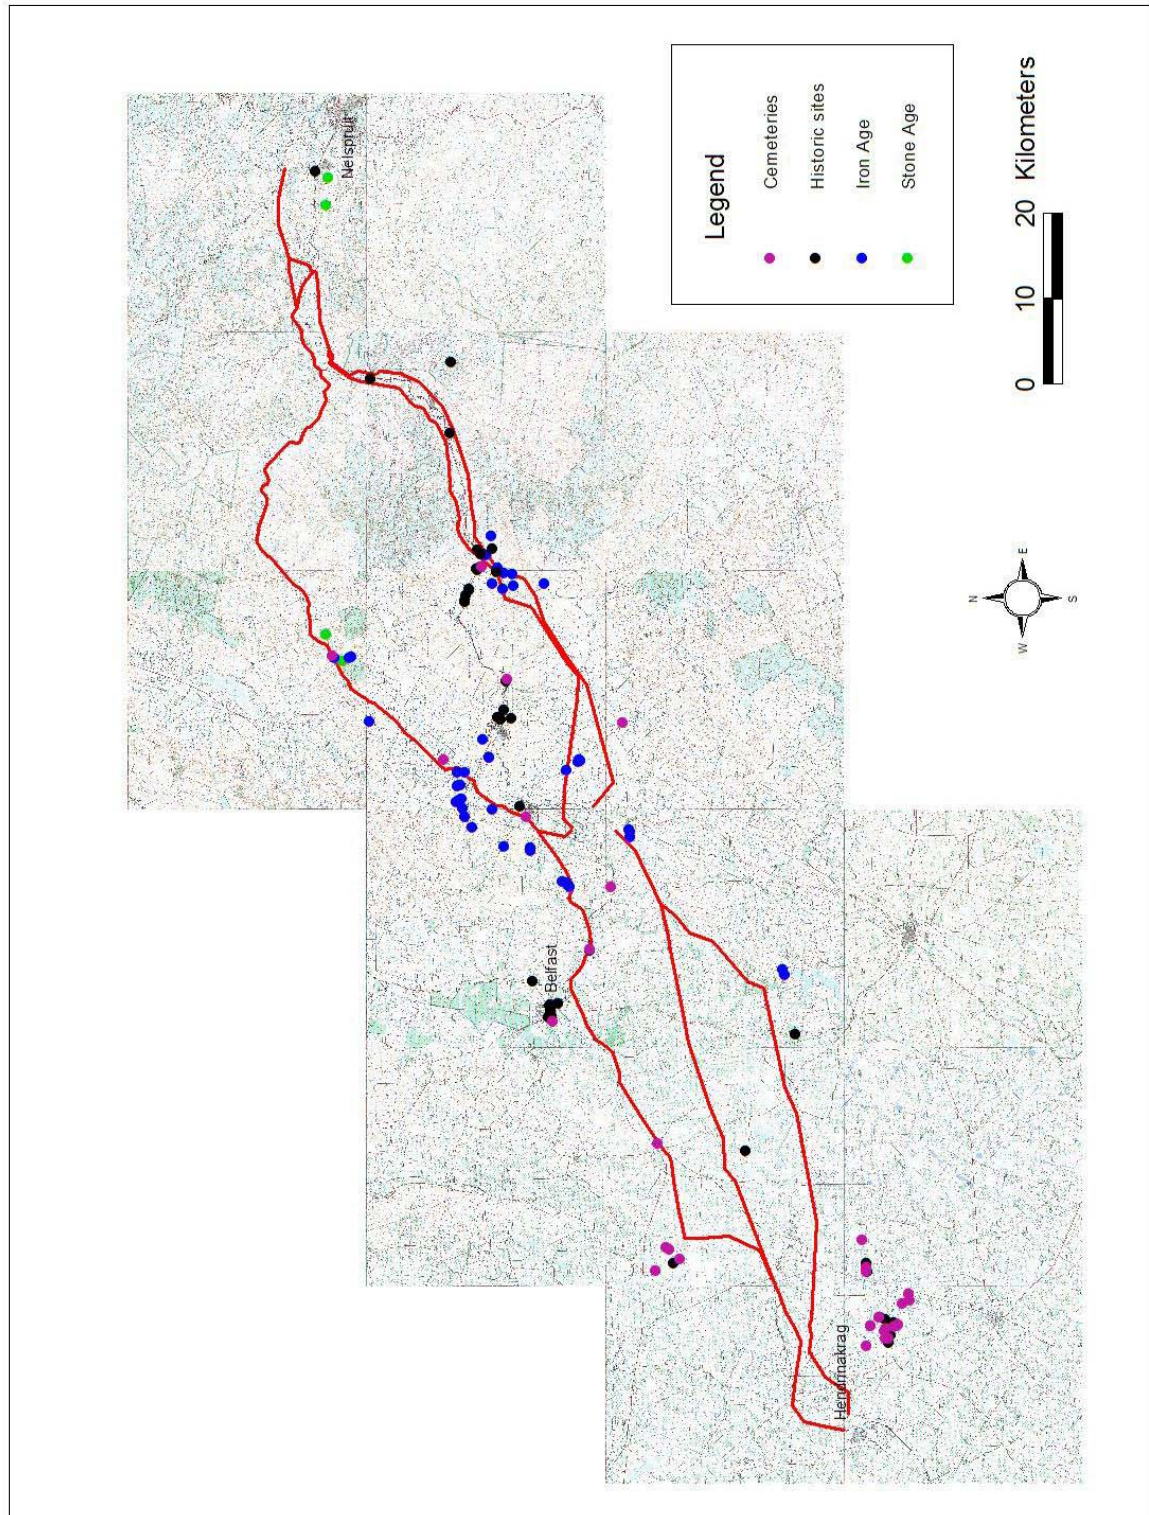 Nelspruit
Belfast
Hendrinakrag
Legend
Cemeteries
Historic sites
Iron Age
Stone Age
0 10 20 Kilometers
N
W E
S